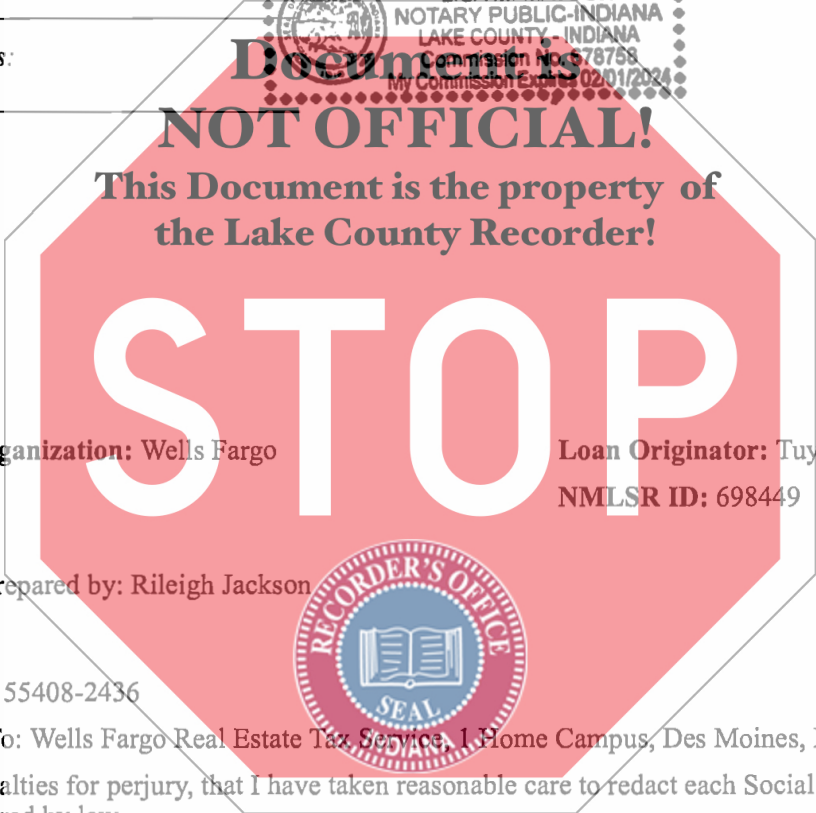 NOTARY PUBLIC-INDIANA
LAKE COUNTY - INDIANA
Commission No. 678758
My Commission Expires 02/01/2024
s:
Document is
NOT OFFICIAL!
This Document is the property of
the Lake County Recorder!
STOP
ganization: Wells Fargo
Loan Originator: Tuy
NMLSR ID: 698449
repared by: Rileigh Jackson
RECORDER'S OFFICE
SEAL
INDIANA
55408-2436
o: Wells Fargo Real Estate Tax Service, 1 Home Campus, Des Moines,
alties for perjury, that I have taken reasonable care to redact each Social